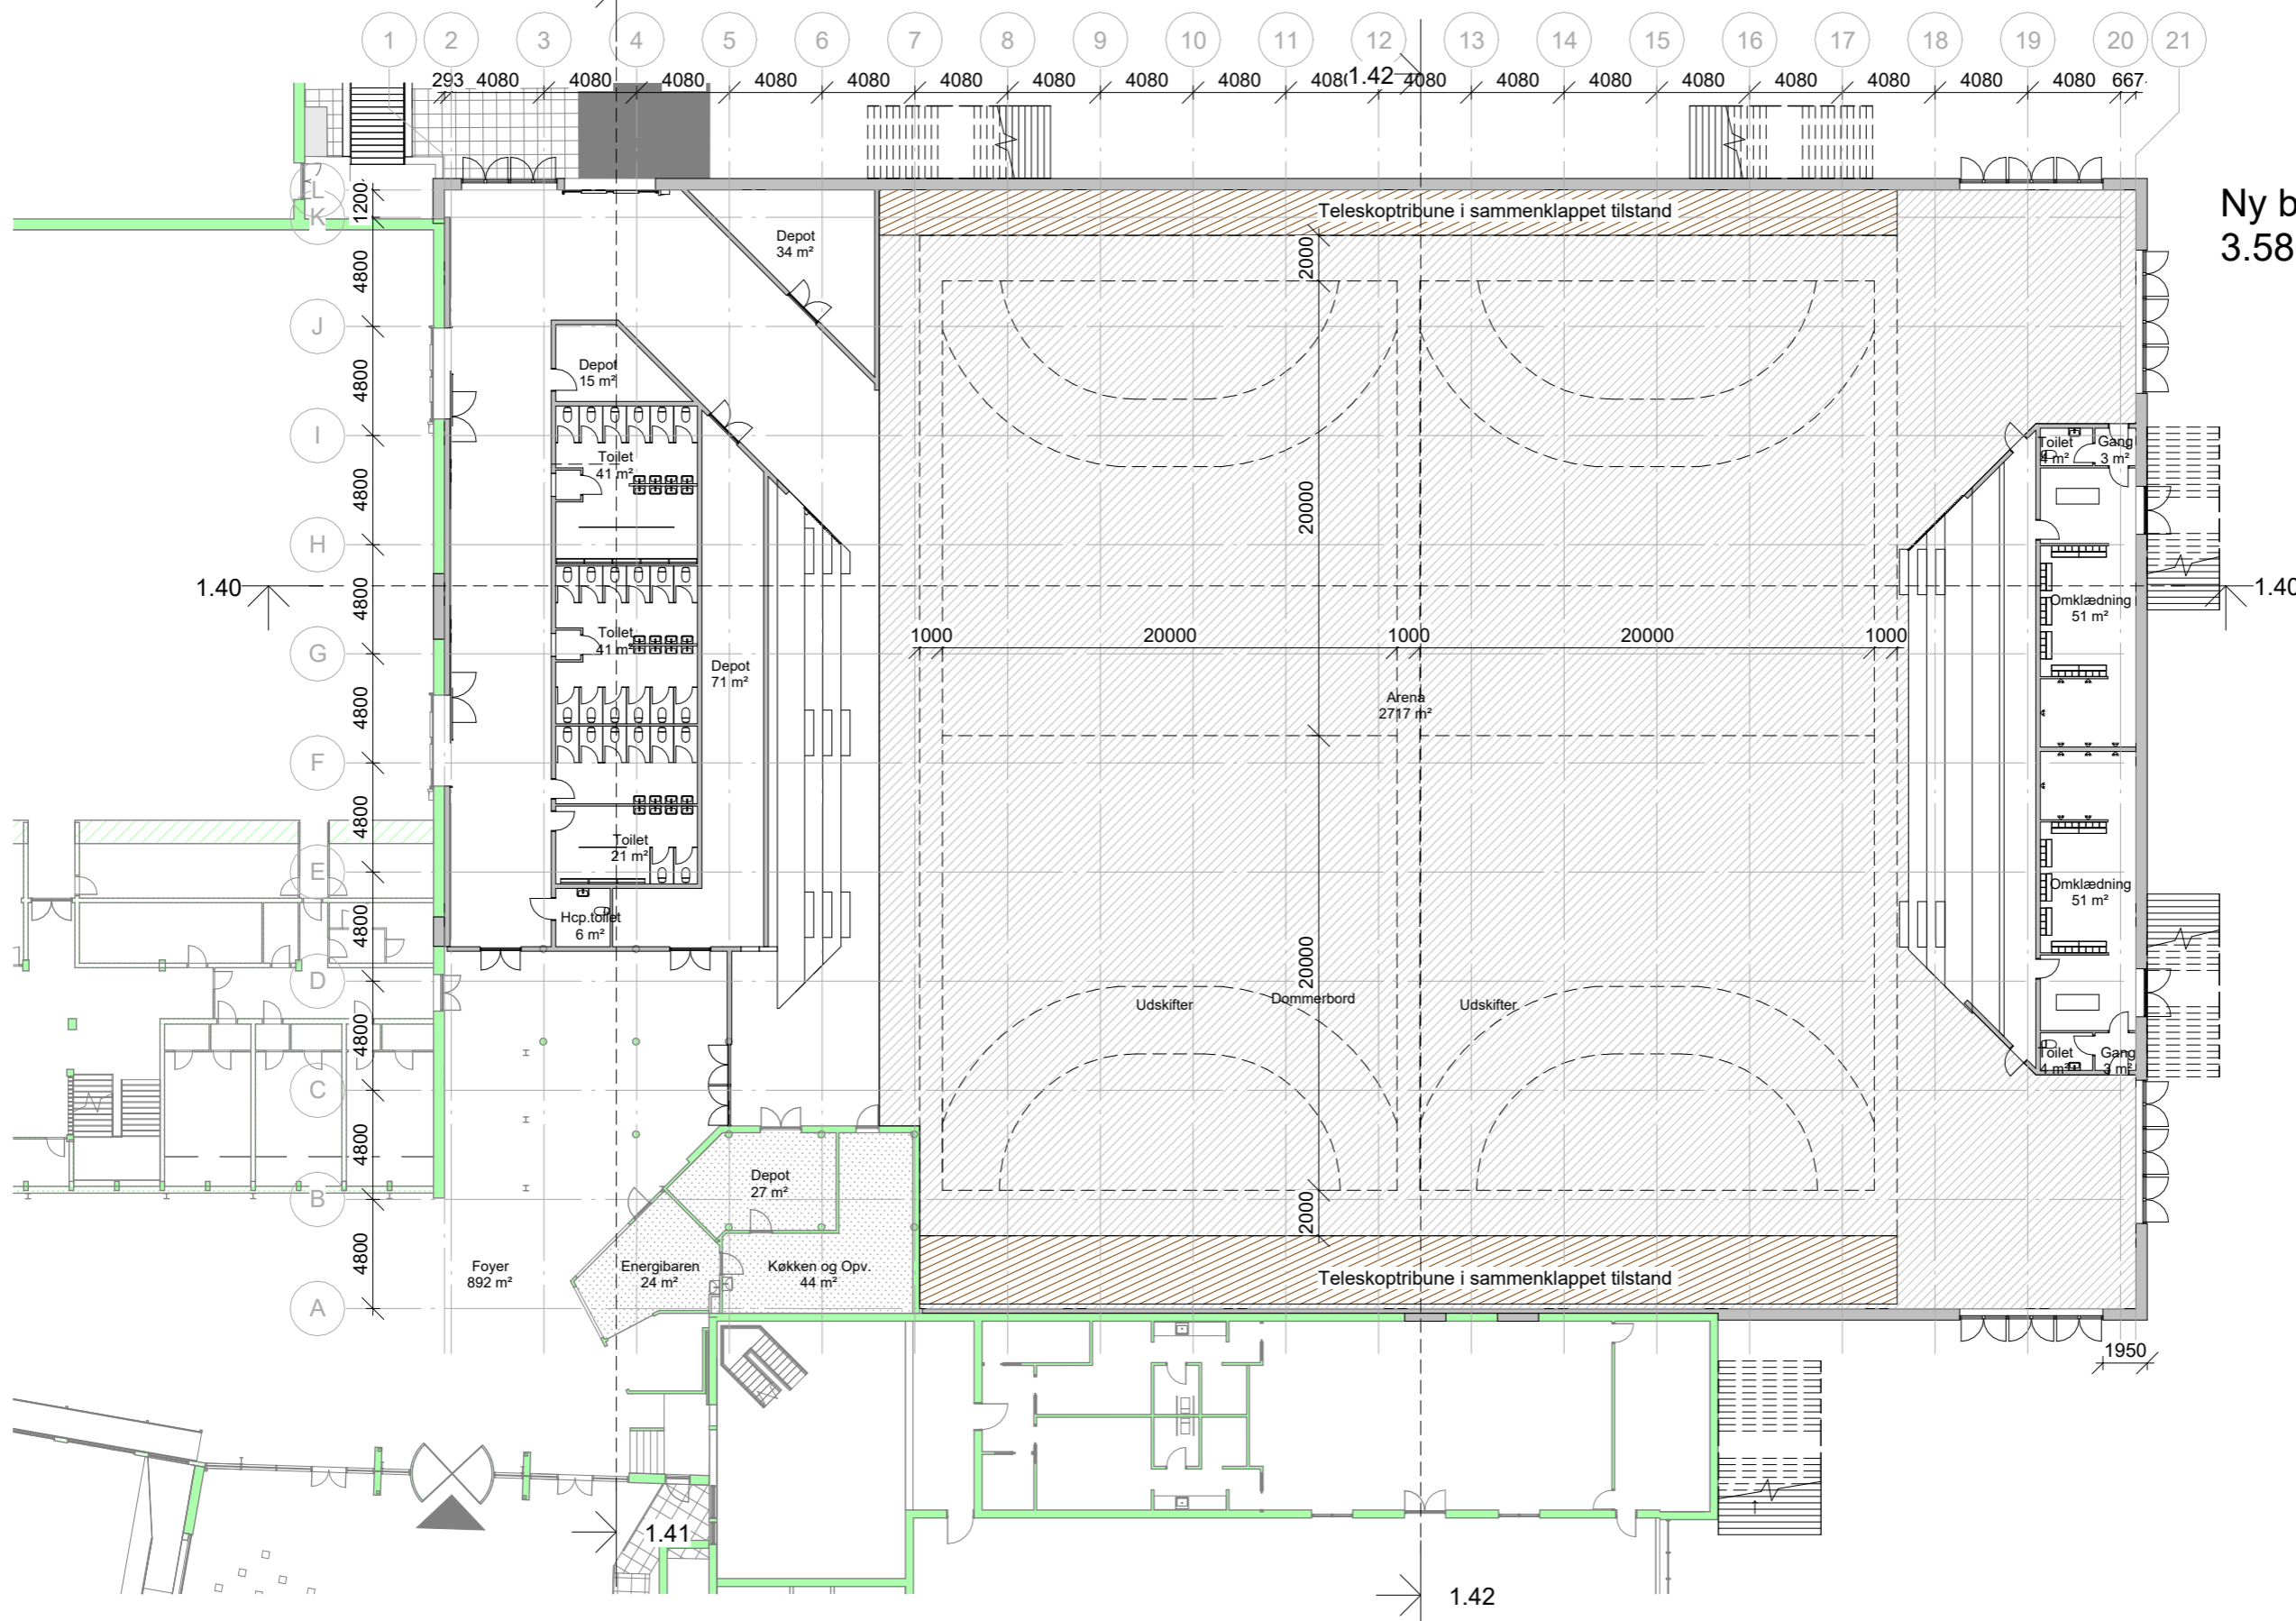 1 2 3 4 5 6 7 8 9 10 11 12 13 14 15 16 17 18 19 20 21
293 4080 4080 4080 4080 4080 4080 4080 4080 4080 408 1.42 4080 4080 4080 4080 4080 4080 4080 667
L
1200
K
Teleskoptribune i sammenklappet tilstand
Ny b
3.58
Depot
34 m²
2000
4800
J
Depot
15 m²
4800
I
Toilet
41 m²
Toilet
4 m²
Gang
3 m²
4800
20000
H
1.40
4800
1.40
Omklædning
51 m²
Toilet
41 m²
1000 20000 1000 20000 1000
G
Depot
71 m²
4800
Arena
2717 m²
F
4800
Toilet
21 m²
E
Omklædning
51 m²
Hcp.toilet
6 m²
4800
20000
D
Udskifter
Dommerbord
Udskifter
4800
Toilet
4 m²
Gang
3 m²
C
4800
Depot
27 m²
B
2000
4800
Foyer
892 m²
Energibaren
24 m²
Køkken og Opv.
44 m²
Teleskoptribune i sammenklappet tilstand
A
1950
1.41
1.42